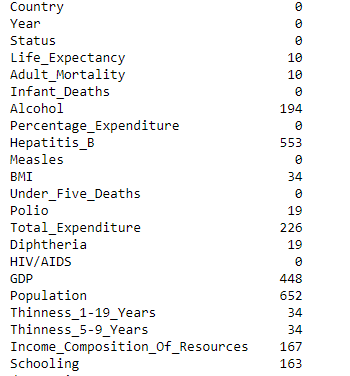 Country 0
Year 0
Status 0
Life_Expectancy 10
Adult_Mortality 10
Infant_Deaths 0
Alcohol 194
Percentage_Expenditure 0
Hepatitis_B 553
Measles 0
BMI 34
Under_Five_Deaths 0
Polio 19
Total_Expenditure 226
Diphtheria 19
HIV/AIDS 0
GDP 448
Population 652
Thinness_1-19_Years 34
Thinness_5-9_Years 34
Income_Composition_Of_Resources 167
Schooling 163